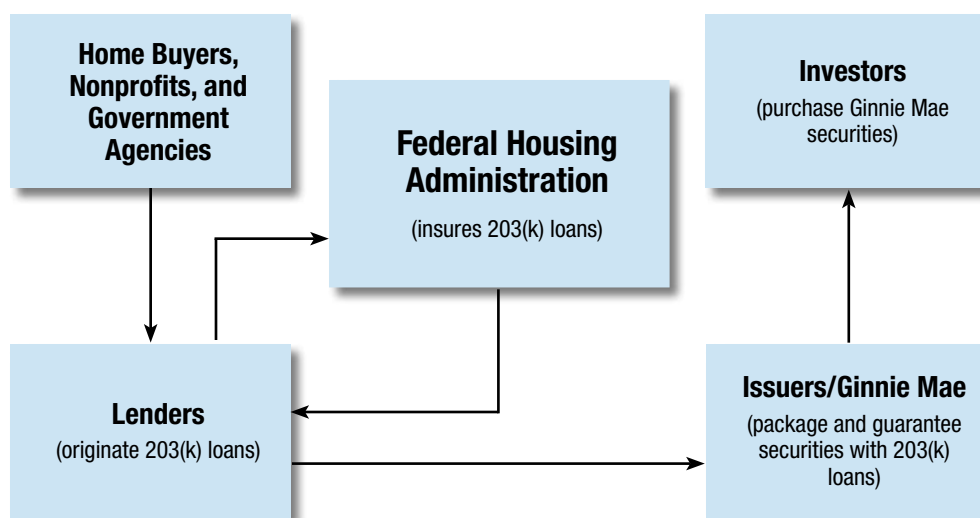 Home Buyers,
Nonprofits, and
Government
Agencies
Federal Housing
Administration
(insures 203(k) loans)
Investors
(purchase Ginnie Mae
securities)
Lenders
(originate 203(k) loans)
Issuers/Ginnie Mae
(package and guarantee
securities with 203(k)
loans)